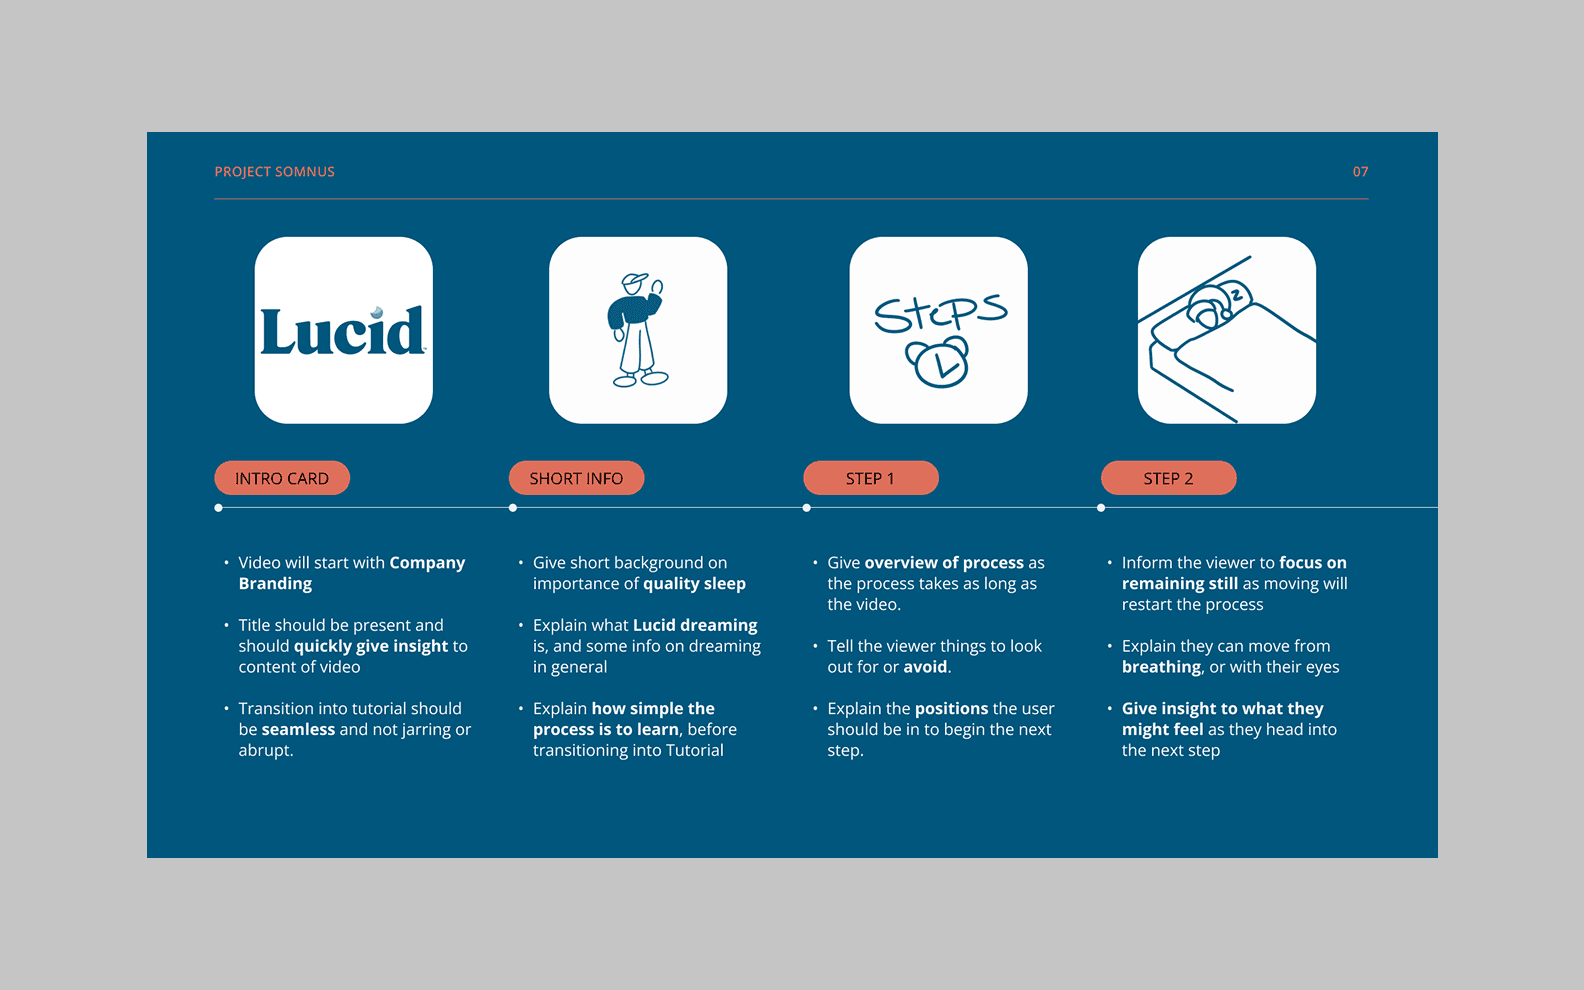 PROJECT SOMNUS
07
Lucid
STePS
Z
INTRO CARD
SHORT INFO
STEP 1
STEP 2
• Video will start with Company
Branding
• Title should be present and
should quickly give insight to
content of video
• Transition into tutorial should
be seamless and not jarring or
abrupt.
• Give short background on
importance of quality sleep
• Explain what Lucid dreaming
is, and some info on dreaming
in general
• Explain how simple the
process is to learn, before
transitioning into Tutorial
• Give overview of process as
the process takes as long as
the video.
• Tell the viewer things to look
out for or avoid.
• Explain the positions the user
should be in to begin the next
step.
• Inform the viewer to focus on
remaining still as moving will
restart the process
• Explain they can move from
breathing, or with their eyes
• Give insight to what they
might feel as they head into
the next step